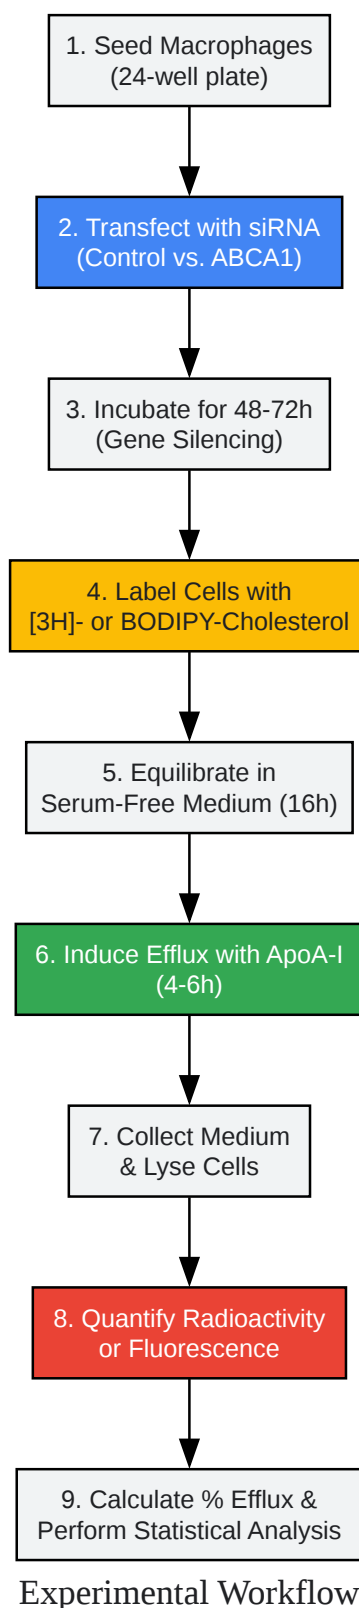 1. Seed Macrophages
(24-well plate)
2. Transfect with siRNA
(Control vs. ABCA1)
3. Incubate for 48-72h
(Gene Silencing)
4. Label Cells with
[3H]- or BODIPY-Cholesterol
5. Equilibrate in
Serum-Free Medium (16h)
6. Induce Efflux with ApoA-I
(4-6h)
7. Collect Medium
& Lyse Cells
8. Quantify Radioactivity
or Fluorescence
9. Calculate % Efflux &
Perform Statistical Analysis
Experimental Workflow